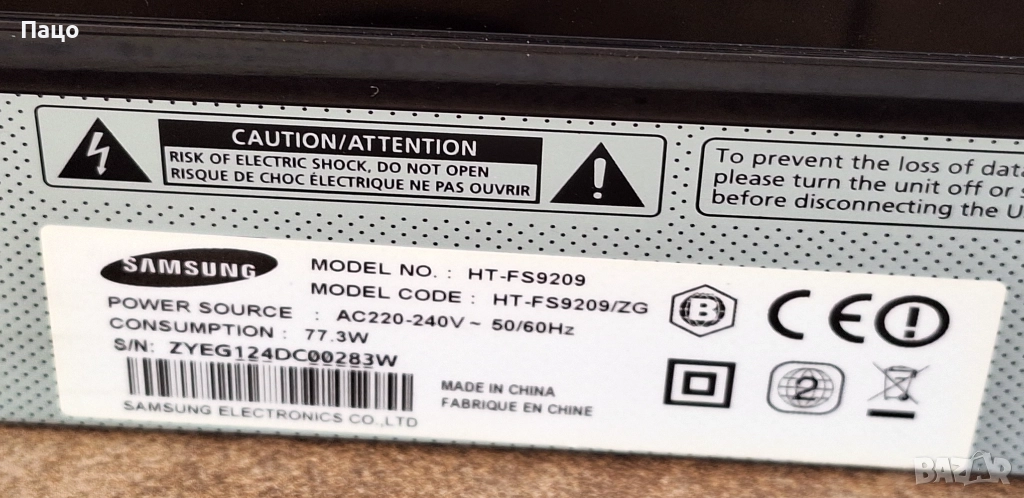 Пацо
CAUTION/ATTENTION
RISK OF ELECTRIC SHOCK, DO NOT OPEN
RISQUE DE CHOC ÉLECTRIQUE NE PAS OUVRIR
To prevent the loss of data
please turn the unit off or
before disconnecting the U
SAMSUNG
MODEL NO. : HT-FS9209
MODEL CODE : HT-FS9209/ZG
POWER SOURCE : AC220-240V ~ 50/60Hz
CONSUMPTION : 77.3W
S/N: ZYEG124DC00283W
SAMSUNG ELECTRONICS CO.,LTD
MADE IN CHINA
FABRIQUE EN CHINE
B
CE
2
BAZAR